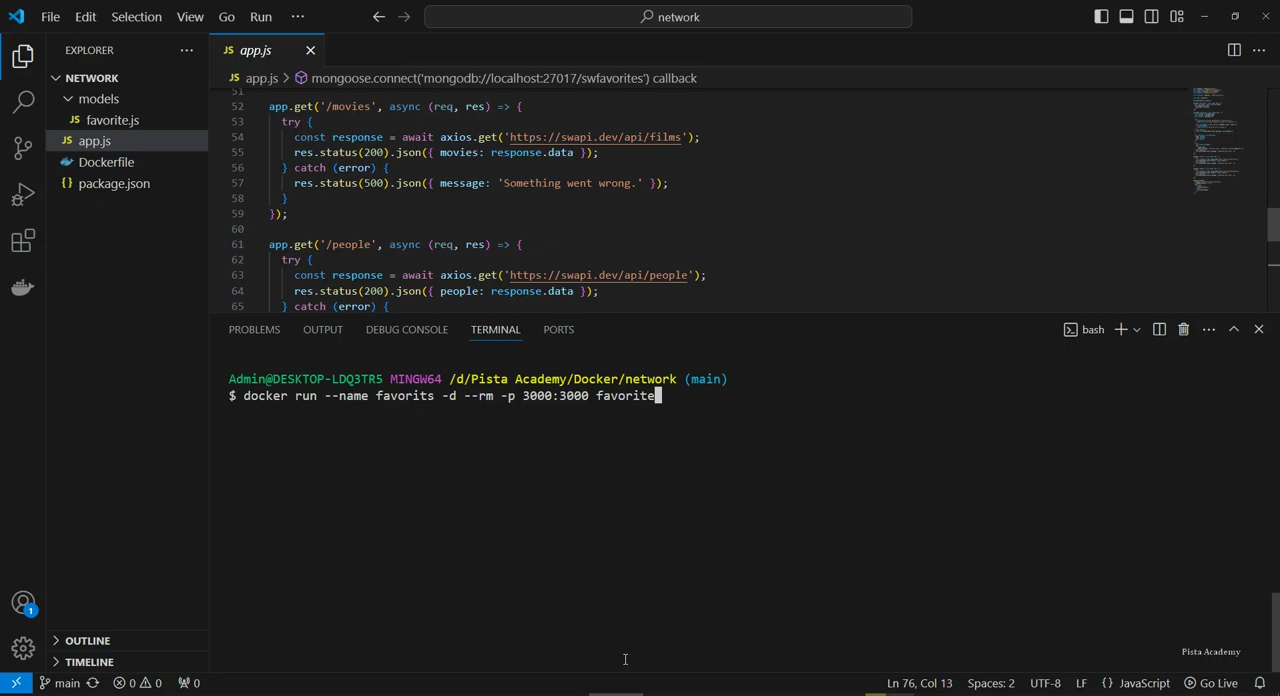 File Edit Selection View Go Run ··· network
EXPLORER ···
JS app.js
NETWORK
JS app.js > mongoose.connect('mongodb://localhost:27017/swfavorites') callback
models
JS favorite.js
JS app.js
Dockerfile
{} package.json
51
52 app.get('/movies', async (req, res) => {
53 try {
54 const response = await axios.get('https://swapi.dev/api/films');
55 res.status(200).json({ movies: response.data });
56 } catch (error) {
57 res.status(500).json({ message: 'Something went wrong.' });
58 }
59 });
60
61 app.get('/people', async (req, res) => {
62 try {
63 const response = await axios.get('https://swapi.dev/api/people');
64 res.status(200).json({ people: response.data });
65 } catch (error) {
PROBLEMS OUTPUT DEBUG CONSOLE TERMINAL PORTS bash
Admin@DESKTOP-LDQ3TR5 MINGW64 /d/Pista Academy/Docker/network (main)
$ docker run --name favorits -d --rm -p 3000:3000 favorite
1
OUTLINE
TIMELINE
Pista Academy
main 0 0 0 Ln 76, Col 13 Spaces: 2 UTF-8 LF {} JavaScript Go Live